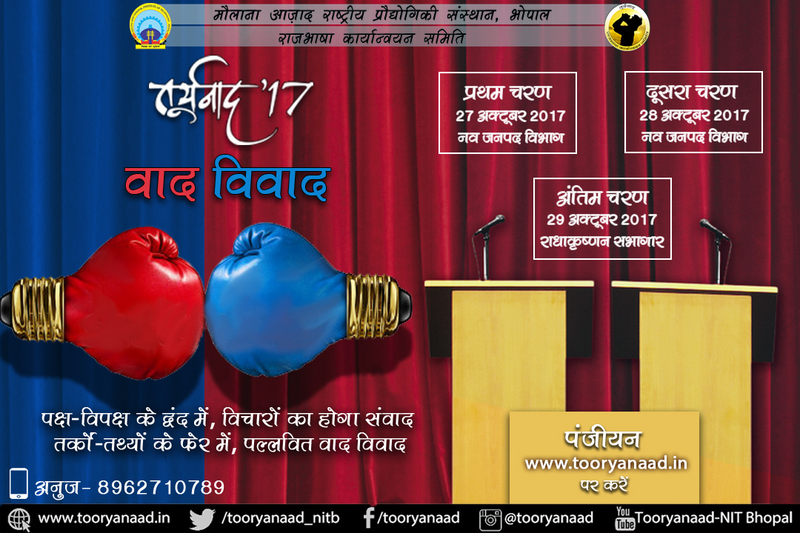 मौलाना आज़ाद राष्ट्रीय प्रौद्योगिकी संस्थान, भोपाल
राजभाषा कार्यान्वयन समिति
तूर्यनाद '17
वाद विवाद
प्रथम चरण
27 अक्टूबर 2017
नव जनपद विभाग
दूसरा चरण
28 अक्टूबर 2017
नव जनपद विभाग
अंतिम चरण
29 अक्टूबर 2017
राधाकृष्णन सभागार
पक्ष-विपक्ष के द्वंद में, विचारों का होगा संवाद
तर्कों-तथ्यों के फेर में, पल्लवित वाद विवाद
अनुज- 8962710789
पंजीयन
www.tooryanaad.in
पर करें
www.tooryanaad.in
/tooryanaad_nitb
/tooryanaad
@tooryanaad
You Tube
Tooryanaad-NIT Bhopal